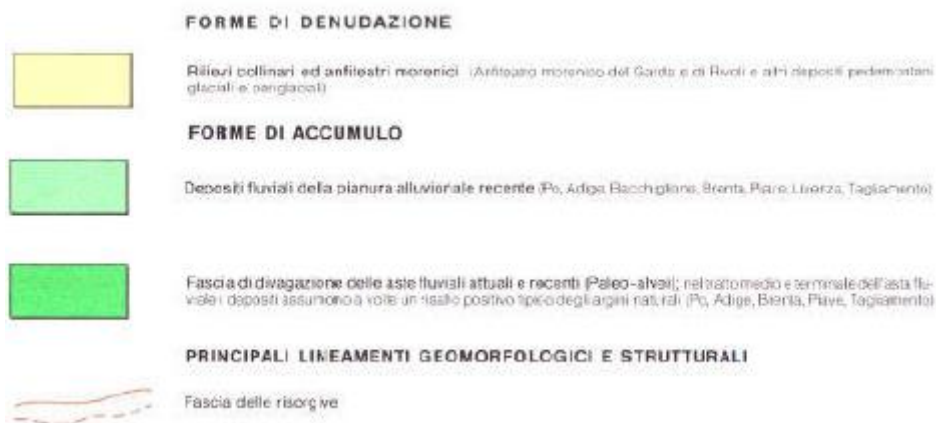 FORME DI DENUDAZIONE
Rilievi collinari ed anfiteatri morenici (Anfiteatro morenico del Garda e di Rivoli e altri depositi pedemontani
glaciali e periglaciali)
FORME DI ACCUMULO
Depositi fluviali della pianura alluvionale recente (Po, Adige, Bacchiglione, Brenta, Piave, Livenza, Tagliamento)
Fascia di divagazione delle aste fluviali attuali e recenti (Paleo-alvei); nel tratto medio e terminale dell'asta flu-
viale i depositi assumono a volte un risalto positivo tipico degli argini naturali (Po, Adige, Brenta, Piave, Tagliamento)
PRINCIPALI LINEAMENTI GEOMORFOLOGICI E STRUTTURALI
Fascia delle risorgive